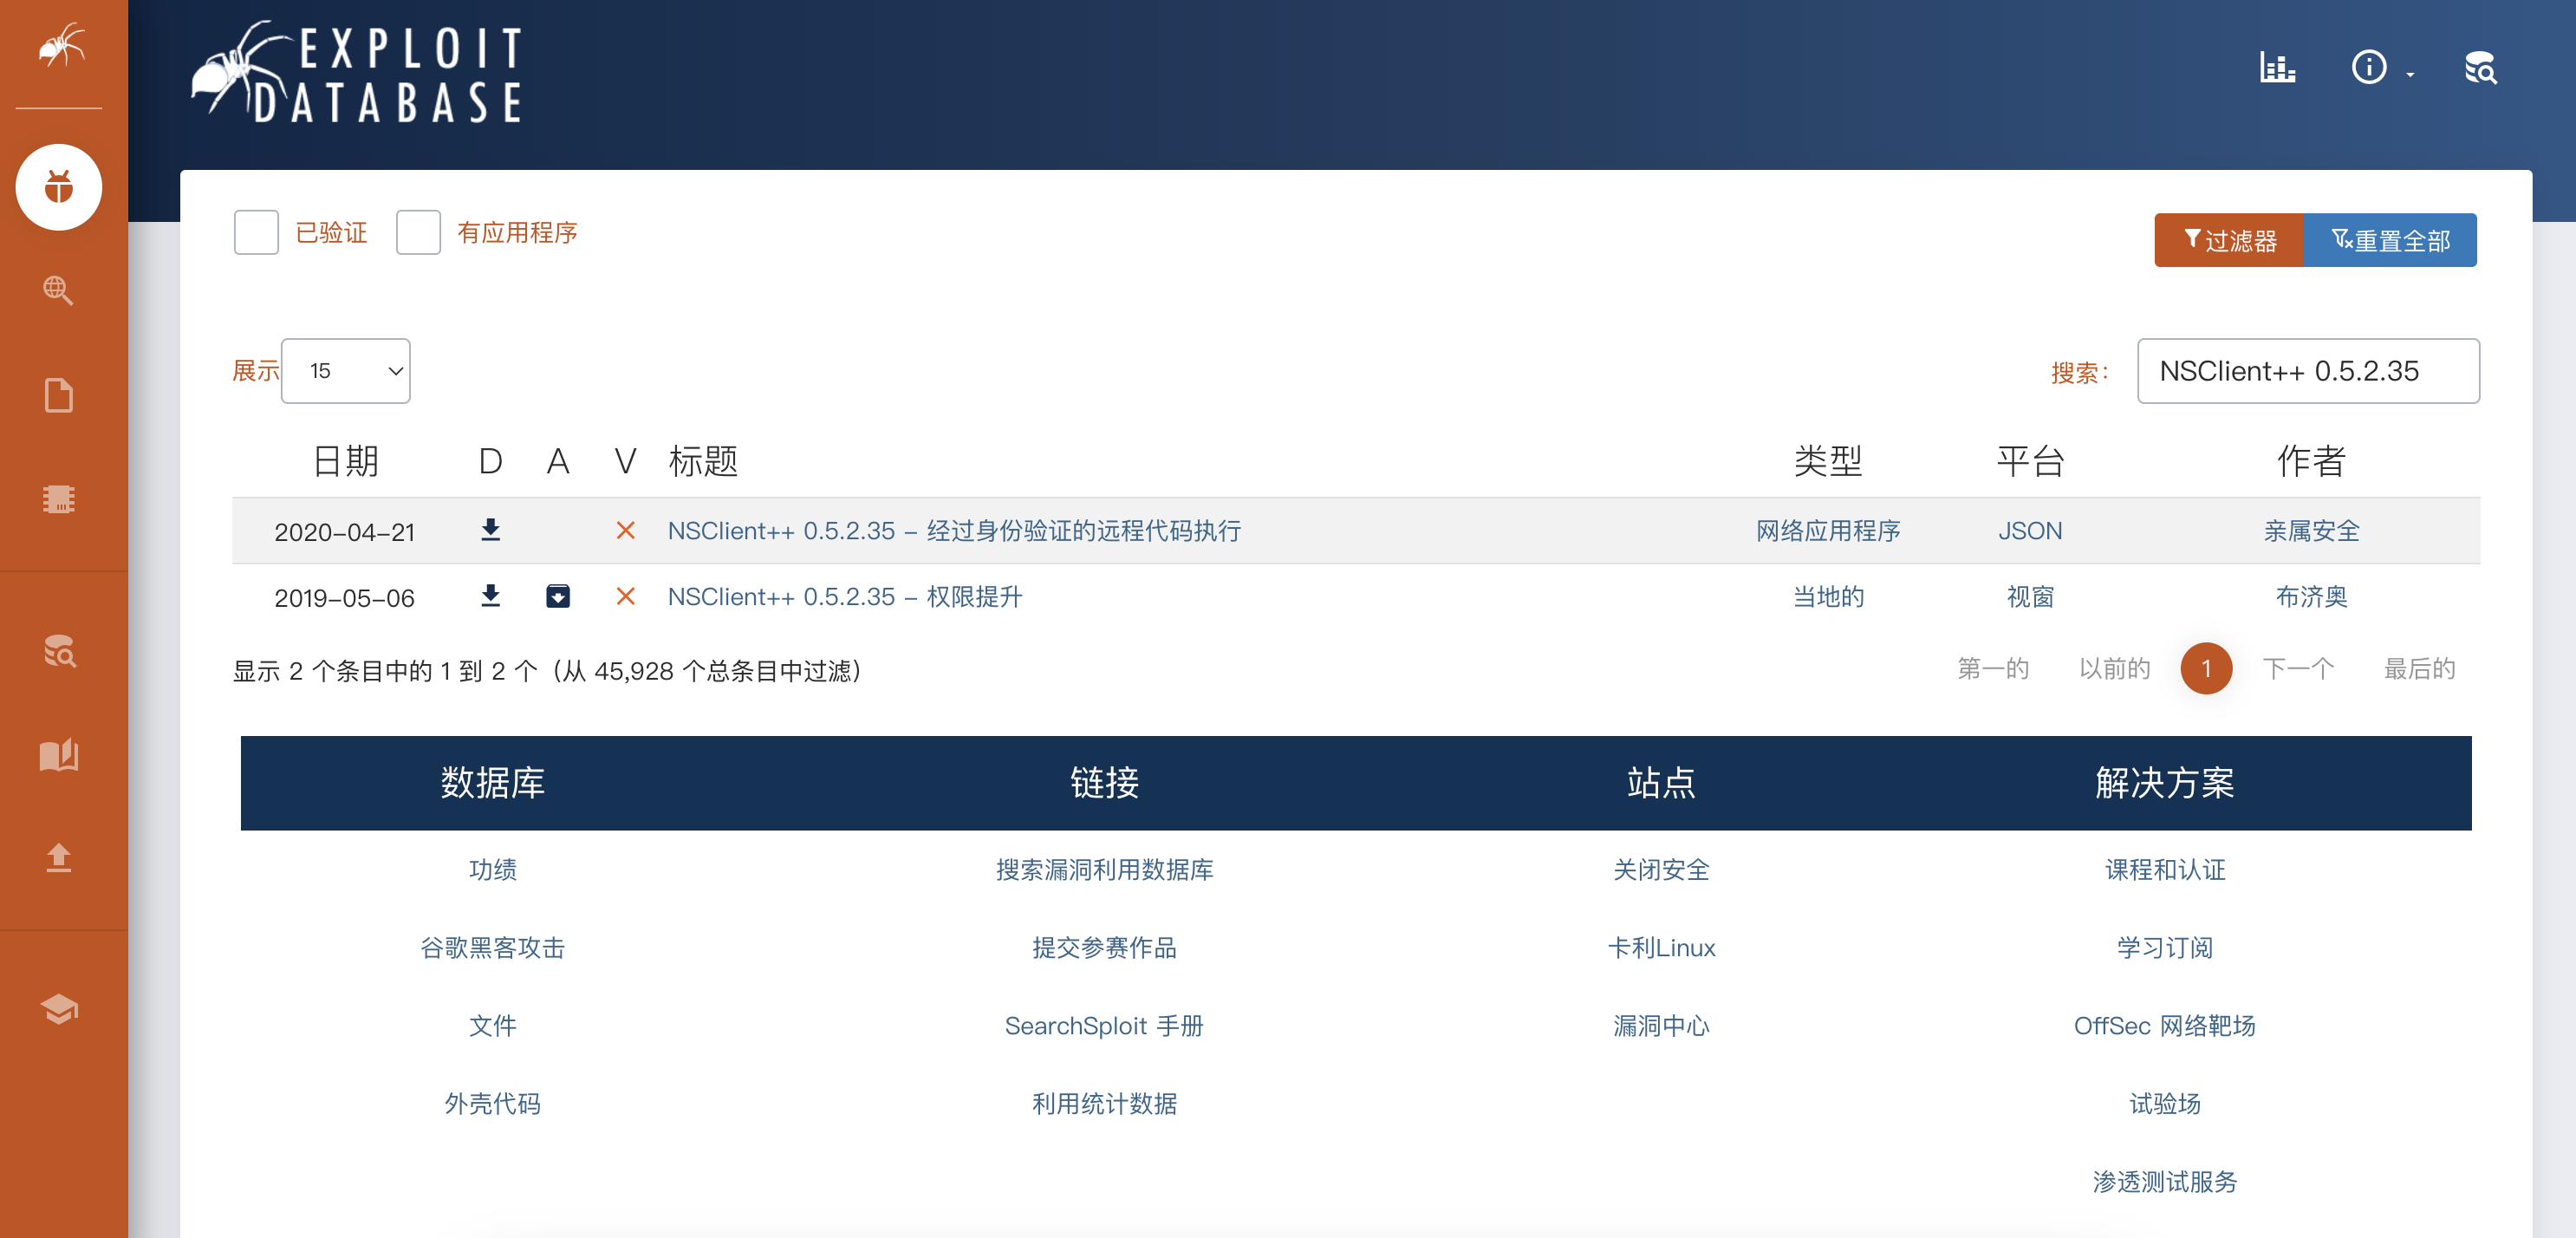 EXPLOIT
DATABASE
已验证 有应用程序
过滤器 重置全部
展示 15 搜索: NSClient++ 0.5.2.35
日期 D A V 标题 类型 平台 作者
2020-04-21 NSClient++ 0.5.2.35 - 经过身份验证的远程代码执行 网络应用程序 JSON 亲属安全
2019-05-06 NSClient++ 0.5.2.35 - 权限提升 当地的 视窗 布济奥
显示 2 个条目中的 1 到 2 个（从 45,928 个总条目中过滤） 第一的 以前的 1 下一个 最后的
数据库 链接 站点 解决方案
功绩 搜索漏洞利用数据库 关闭安全 课程和认证
谷歌黑客攻击 提交参赛作品 卡利Linux 学习订阅
文件 SearchSploit 手册 漏洞中心 OffSec 网络靶场
外壳代码 利用统计数据 试验场
渗透测试服务